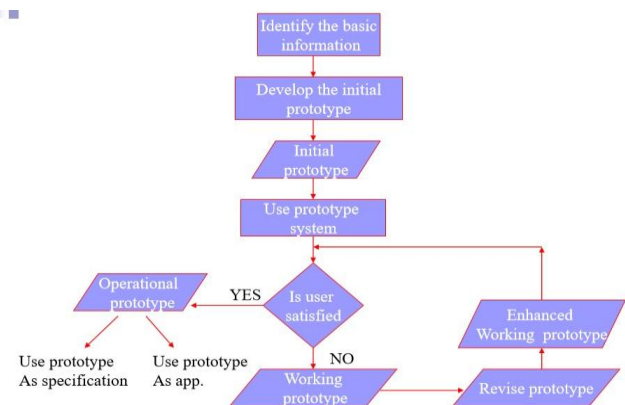 Identify the basic
information
Develop the initial
prototype
Initial
prototype
Use prototype
system
Is user
satisfied
YES
Operational
prototype
Use prototype
As specification
Use prototype
As app.
NO
Working
prototype
Revise prototype
Enhanced
Working prototype